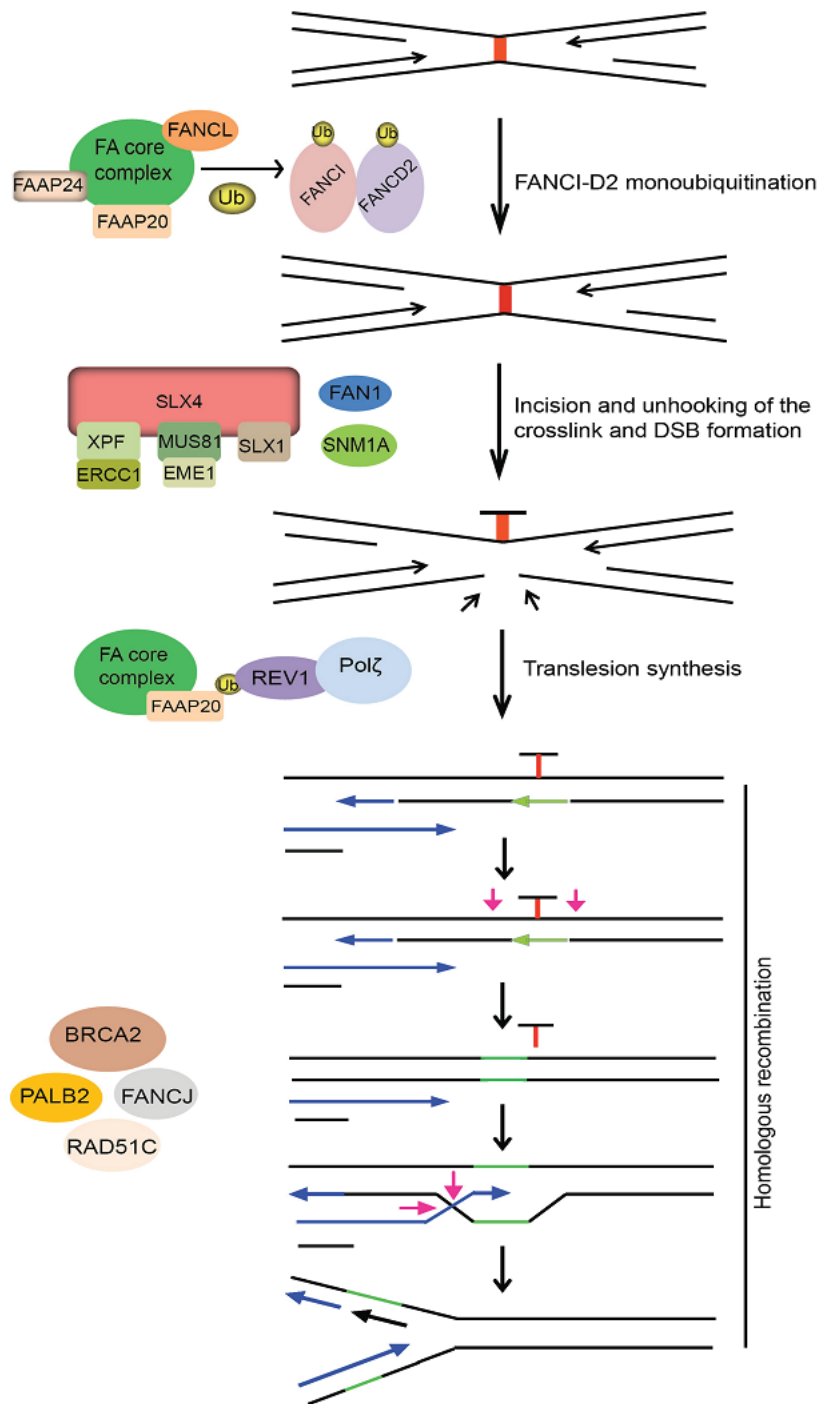 FANCL
FA core
complex
FAAP24
FAAP20
Ub
Ub
Ub
FANCI
FANCD2
FANCI-D2 monoubiquitination
SLX4
XPF
MUS81
SLX1
ERCC1
EME1
FAN1
SNM1A
Incision and unhooking of the
crosslink and DSB formation
FA core
complex
FAAP20
Ub
REV1
Polζ
Translesion synthesis
BRCA2
PALB2
FANCJ
RAD51C
Homologous recombination